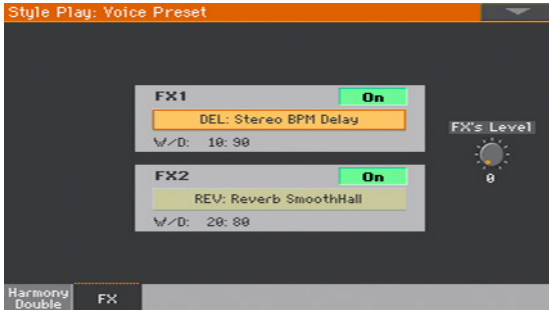 Style Play: Voice Preset
FX1
On
DEL: Stereo BPM Delay
W/D: 10:90
FX2
On
REV: Reverb SmoothHall
W/D: 20:80
FX's Level
0
Harmony
Double
FX